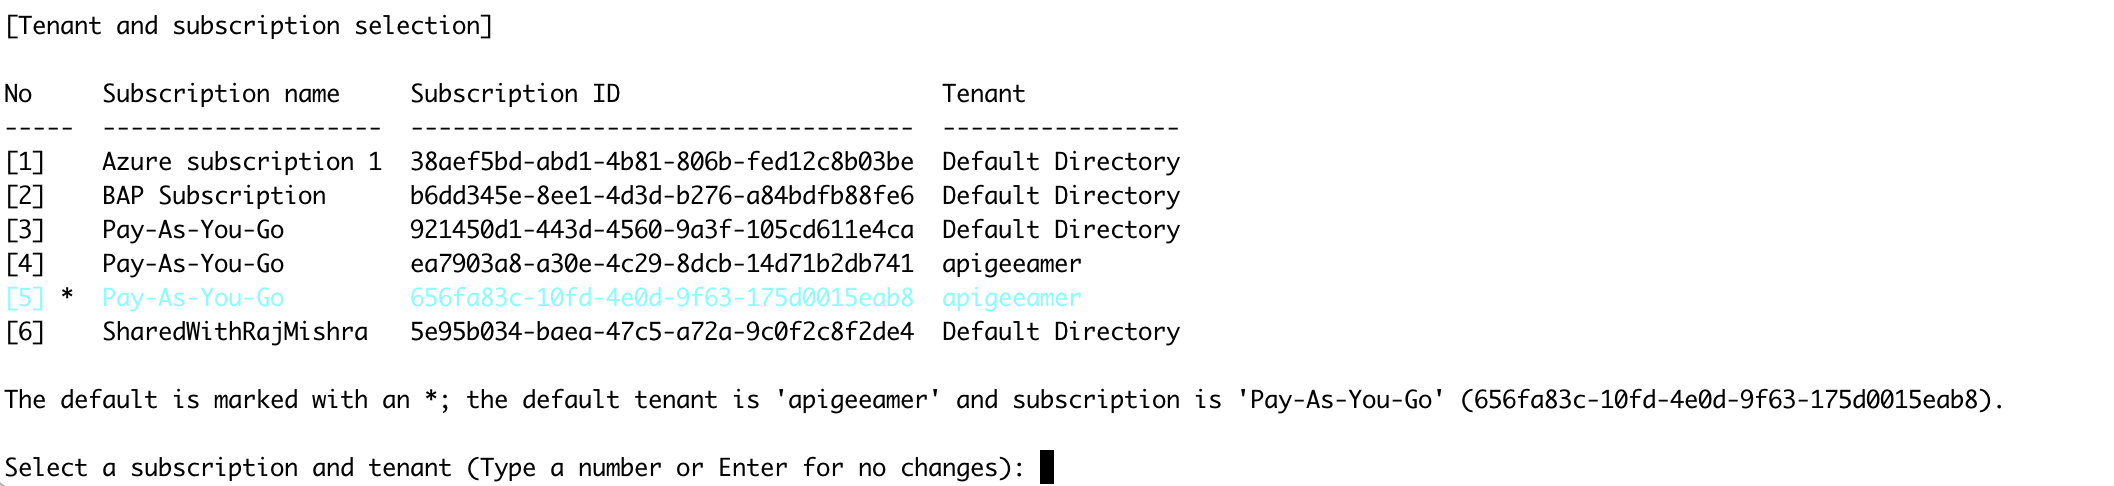 [Tenant and subscription selection]
No     Subscription name     Subscription ID                       Tenant
-----  --------------------  ------------------------------------  -----------------
[1]    Azure subscription 1  38aef5bd-abd1-4b81-806b-fed12c8b03be  Default Directory
[2]    BAP Subscription      b6dd345e-8ee1-4d3d-b276-a84bdfb88fe6  Default Directory
[3]    Pay-As-You-Go         921450d1-443d-4560-9a3f-105cd611e4ca  Default Directory
[4]    Pay-As-You-Go         ea7903a8-a30e-4c29-8dcb-14d71b2db741  apigeeamer
[5] *  Pay-As-You-Go         656fa83c-10fd-4e0d-9f63-175d0015eab8  apigeeamer
[6]    SharedWithRajMishra   5e95b034-baea-47c5-a72a-9c0f2c8f2de4  Default Directory
The default is marked with an *; the default tenant is 'apigeeamer' and subscription is 'Pay-As-You-Go' (656fa83c-10fd-4e0d-9f63-175d0015eab8).
Select a subscription and tenant (Type a number or Enter for no changes):